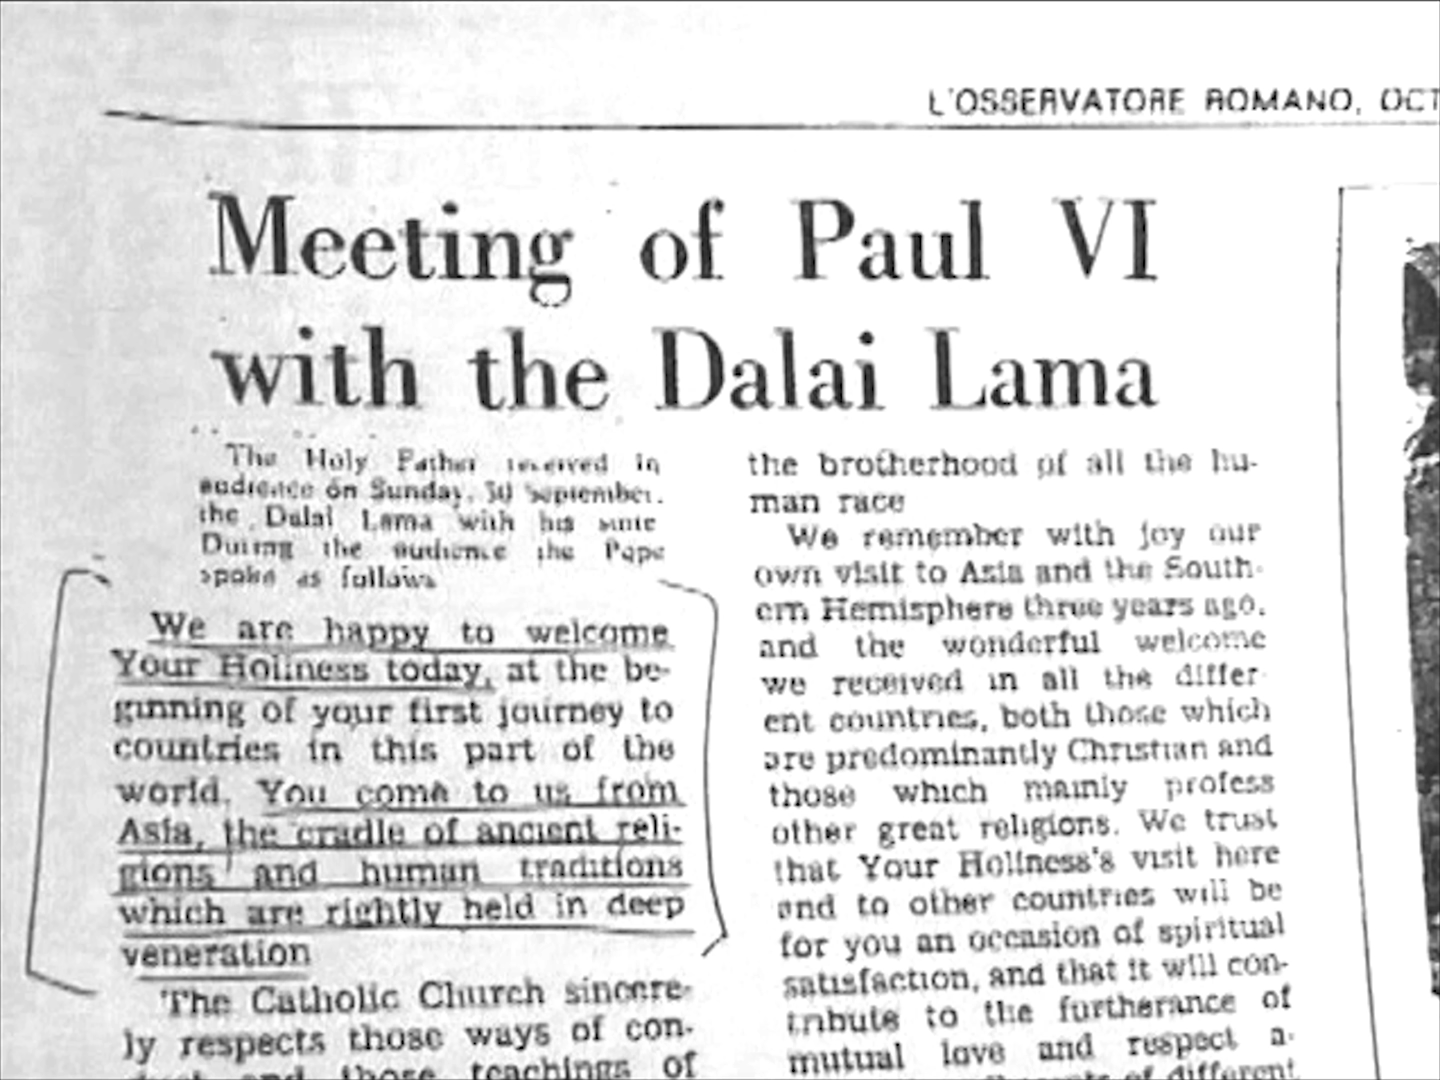 L'OSSERVATORE ROMANO, OCT
Meeting of Paul VI
with the Dalai Lama
The Holy Father received in
audience on Sunday, 30 September,
the Dalai Lama with his suite
During the audience the Pope
spoke as follows
We are happy to welcome
Your Holiness today, at the be-
ginning of your first journey to
countries in this part of the
world. You come to us from
Asia, the cradle of ancient reli-
gions and human traditions
which are rightly held in deep
veneration
The Catholic Church sincere-
ly respects those ways of con-
and those teachings of
the brotherhood of all the hu-
man race
We remember with joy our
own visit to Asia and the South-
ern Hemisphere three years ago,
and the wonderful welcome
we received in all the differ-
ent countries, both those which
are predominantly Christian and
those which mainly profess
other great religions. We trust
that Your Holiness's visit here
and to other countries will be
for you an occasion of spiritual
satisfaction, and that it will con-
tribute to the furtherance of
mutual love and respect a-
of different